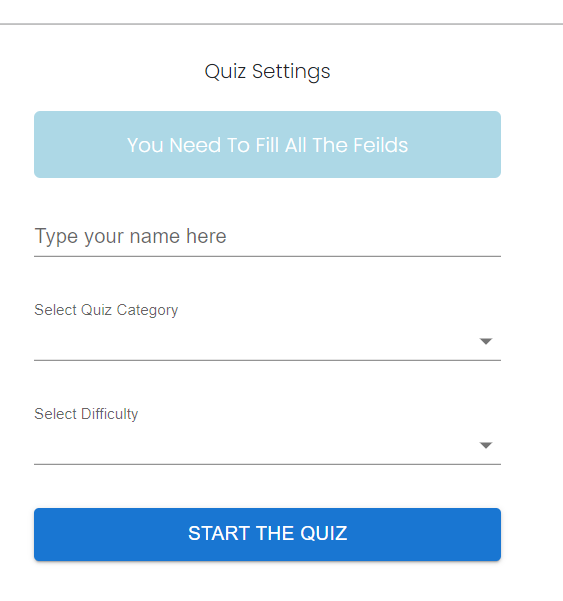 Quiz Settings
You Need To Fill All The Feilds
Type your name here
Select Quiz Category
Select Difficulty
START THE QUIZ